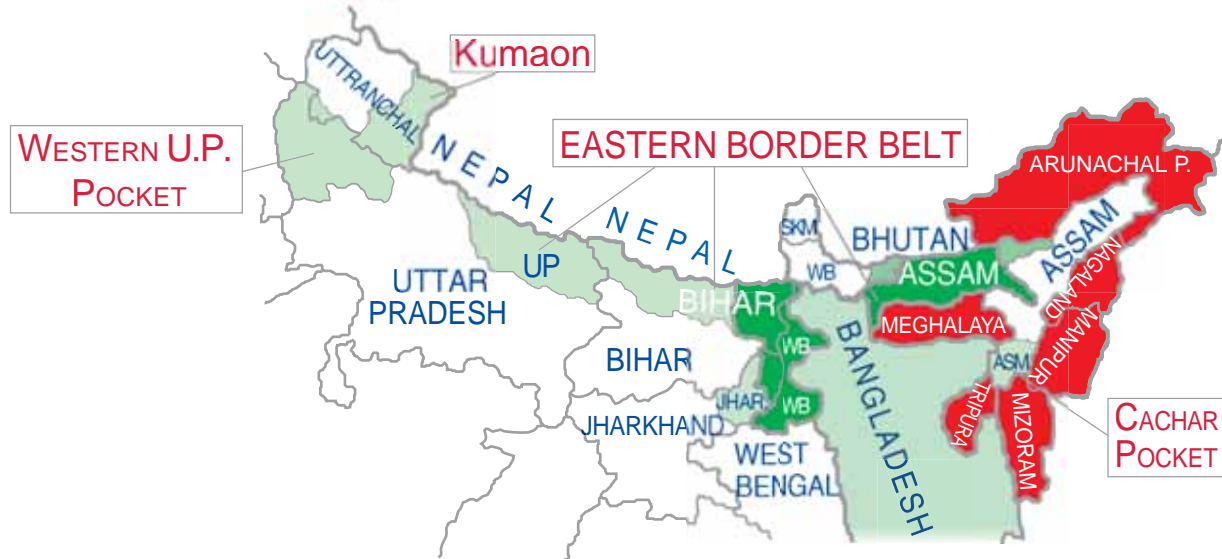 Kumaon
UTTRANCHAL
WESTERN U.P.
POCKET
EASTERN BORDER BELT
NEPAL
NEPAL
ARUNACHAL P.
SKM
BHUTAN
ASSAM
WB
ASSAM
NAGALAND
UP
UTTAR
PRADESH
BIHAR
MEGHALAYA
MANIPUR
BANGLADESH
WB
BIHAR
ASM
JHAR
WB
TRIPURA
MIZORAM
JHARKHAND
CACHAR
POCKET
WEST
BENGAL